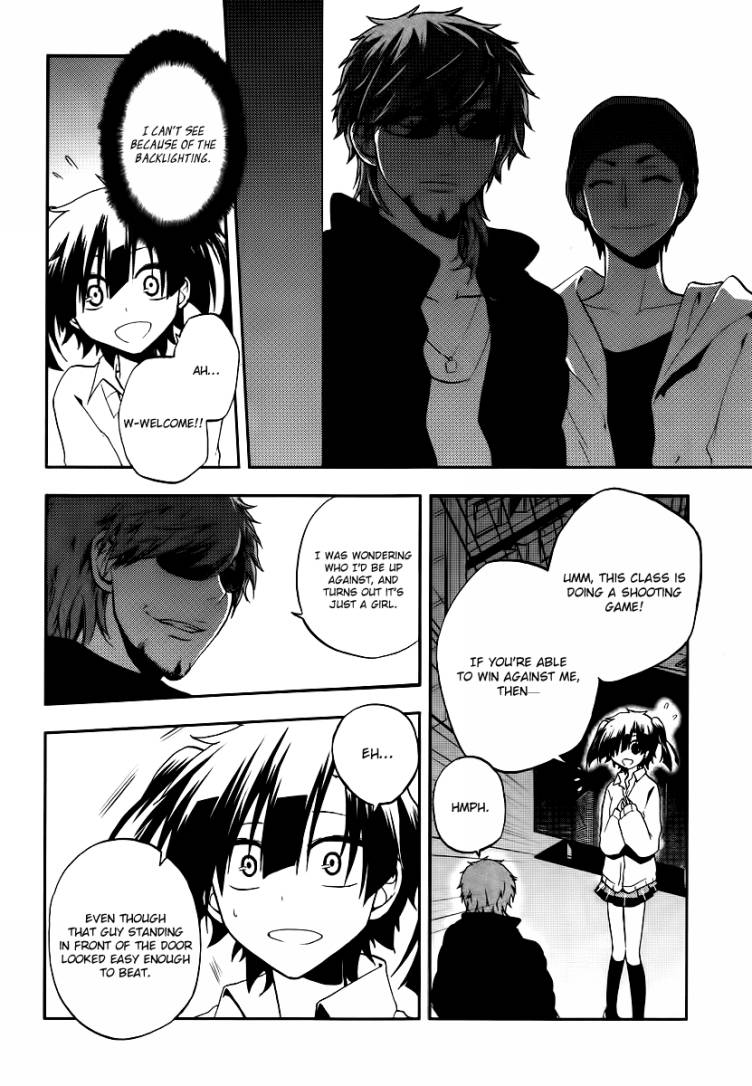 I CAN'T SEE
BECAUSE OF THE
BACKLIGHTING.
AH...
W-WELCOME!!
UMM, THIS CLASS IS
DOING A SHOOTING
GAME!
IF YOU'RE ABLE
TO WIN AGAINST ME,
THEN—
HMPH.
I WAS WONDERING
WHO I'D BE UP
AGAINST, AND
TURNS OUT IT'S
JUST A GIRL.
EH...
EVEN THOUGH
THAT GUY STANDING
IN FRONT OF THE DOOR
LOOKED EASY ENOUGH
TO BEAT.